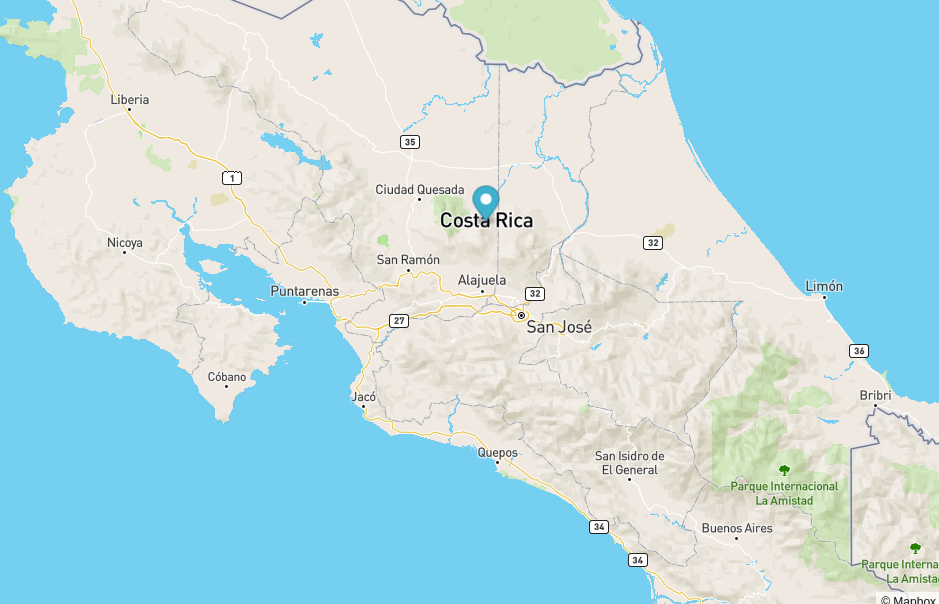 Liberia
35
1
Ciudad Quesada
Costa Rica
Nicoya
32
San Ramón
Alajuela
Puntarenas
32
Limón
27
San José
36
Cóbano
Jacó
Bribri
Quepos
San Isidro de
El General
Parque Internacional
La Amistad
34
Buenos Aires
34
Parque Interna
La Amista
© Mapbox